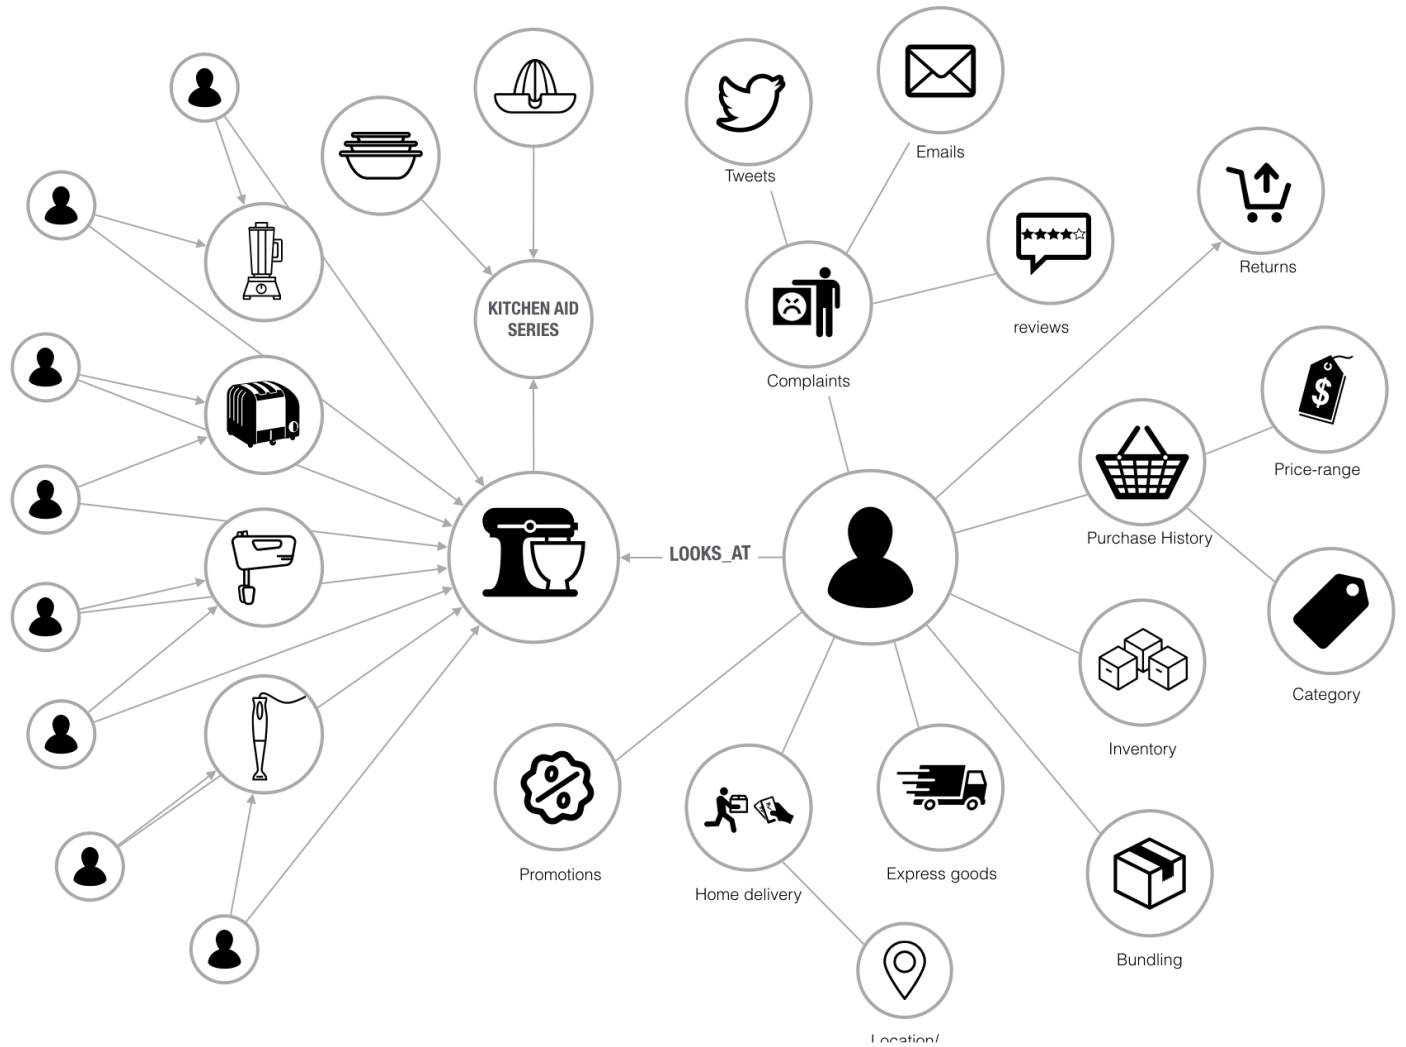 Tweets
Emails
reviews
Returns
KITCHEN AID
SERIES
Complaints
Price-range
Purchase History
LOOKS_AT
Category
Inventory
Promotions
Home delivery
Express goods
Bundling
Location/